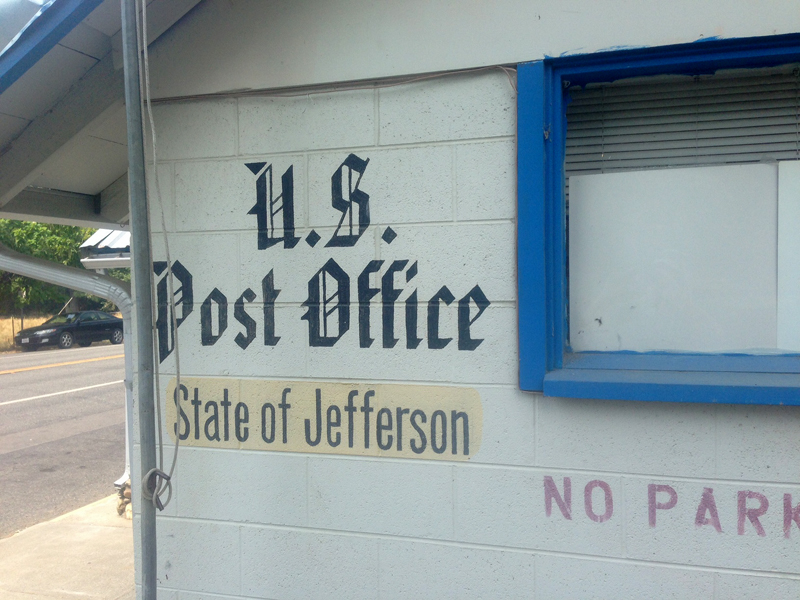 U.S.
Post Office
State of Jefferson
NO PARK